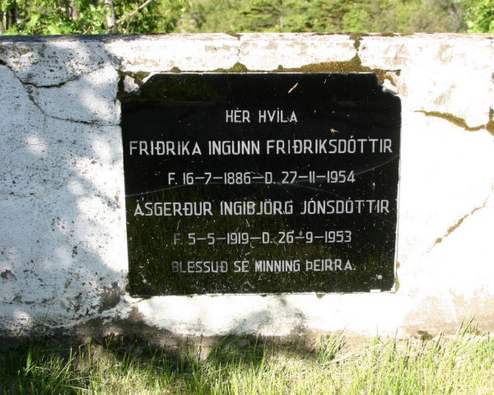 HÉR HVÍLA
FRIÐRIKA INGUNN FRIÐRIKSDÓTTIR
F. 16-7-1886-D. 27-11-1954
ÁSGERÐUR INGIBJÖRG JÓNSDÓTTIR
F. 5-5-1919-D. 26-9-1953
BLESSUÐ SÉ MINNING ÞEIRRA.